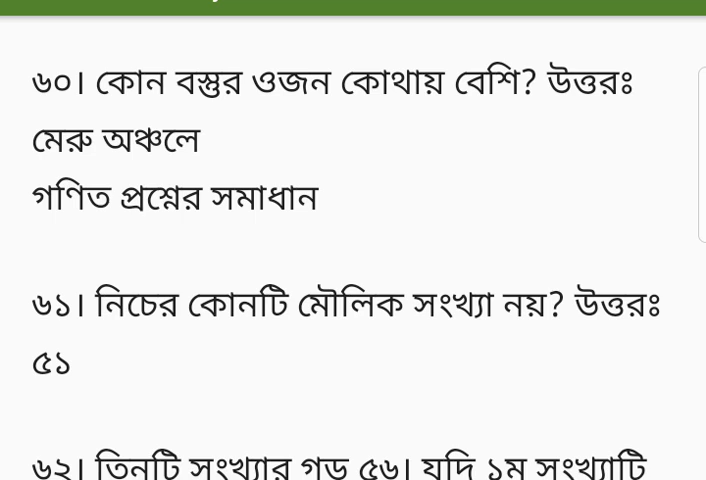 ৬০। কোন বস্তুর ওজন কোথায় বেশি? উত্তরঃ
মেরু অঞ্চলে
গণিত প্রশ্নের সমাধান
৬১। নিচের কোনটি মৌলিক সংখ্যা নয়? উত্তরঃ
৫১
৬২। তিনটি সংখ্যার গড় ৫৬। যদি ১ম সংখ্যাটি